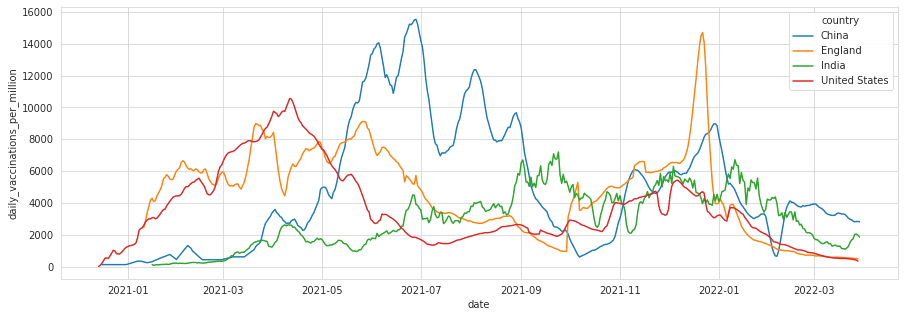 16000
14000
12000
10000
8000
6000
4000
2000
0
daily_vaccinations_per_million
2021-01
2021-03
2021-05
2021-07
2021-09
2021-11
2022-01
2022-03
date
country
China
England
India
United States